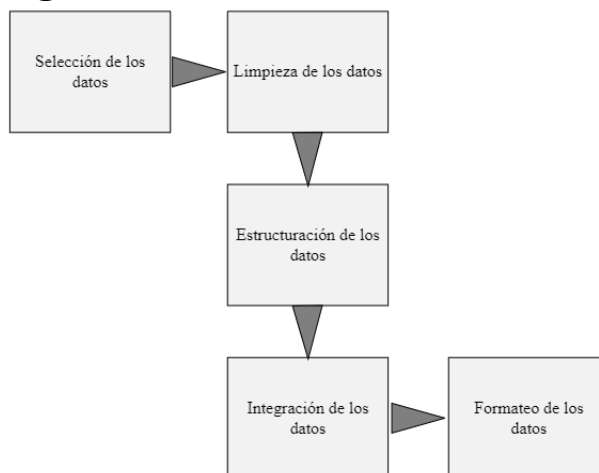 Selección de los
datos
Limpieza de los datos
Estructuración de los
datos
Integración de los
datos
Formateo de los
datos